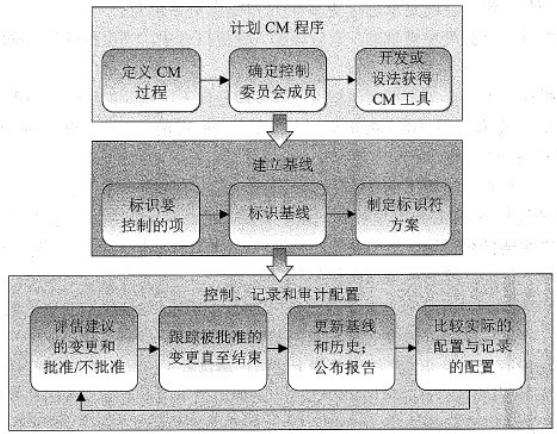 计划 CM 程序
定义 CM
过程
确定控制
委员会成员
开发或
设法获得
CM 工具
建立基线
标识要
控制的项
标识基线
制定标识符
方案
控制、记录和审计配置
评估建议
的变更和
批准/不批准
跟踪被批准的
变更直至结束
更新基线
和历史;
公布报告
比较实际的
配置与记录
的配置